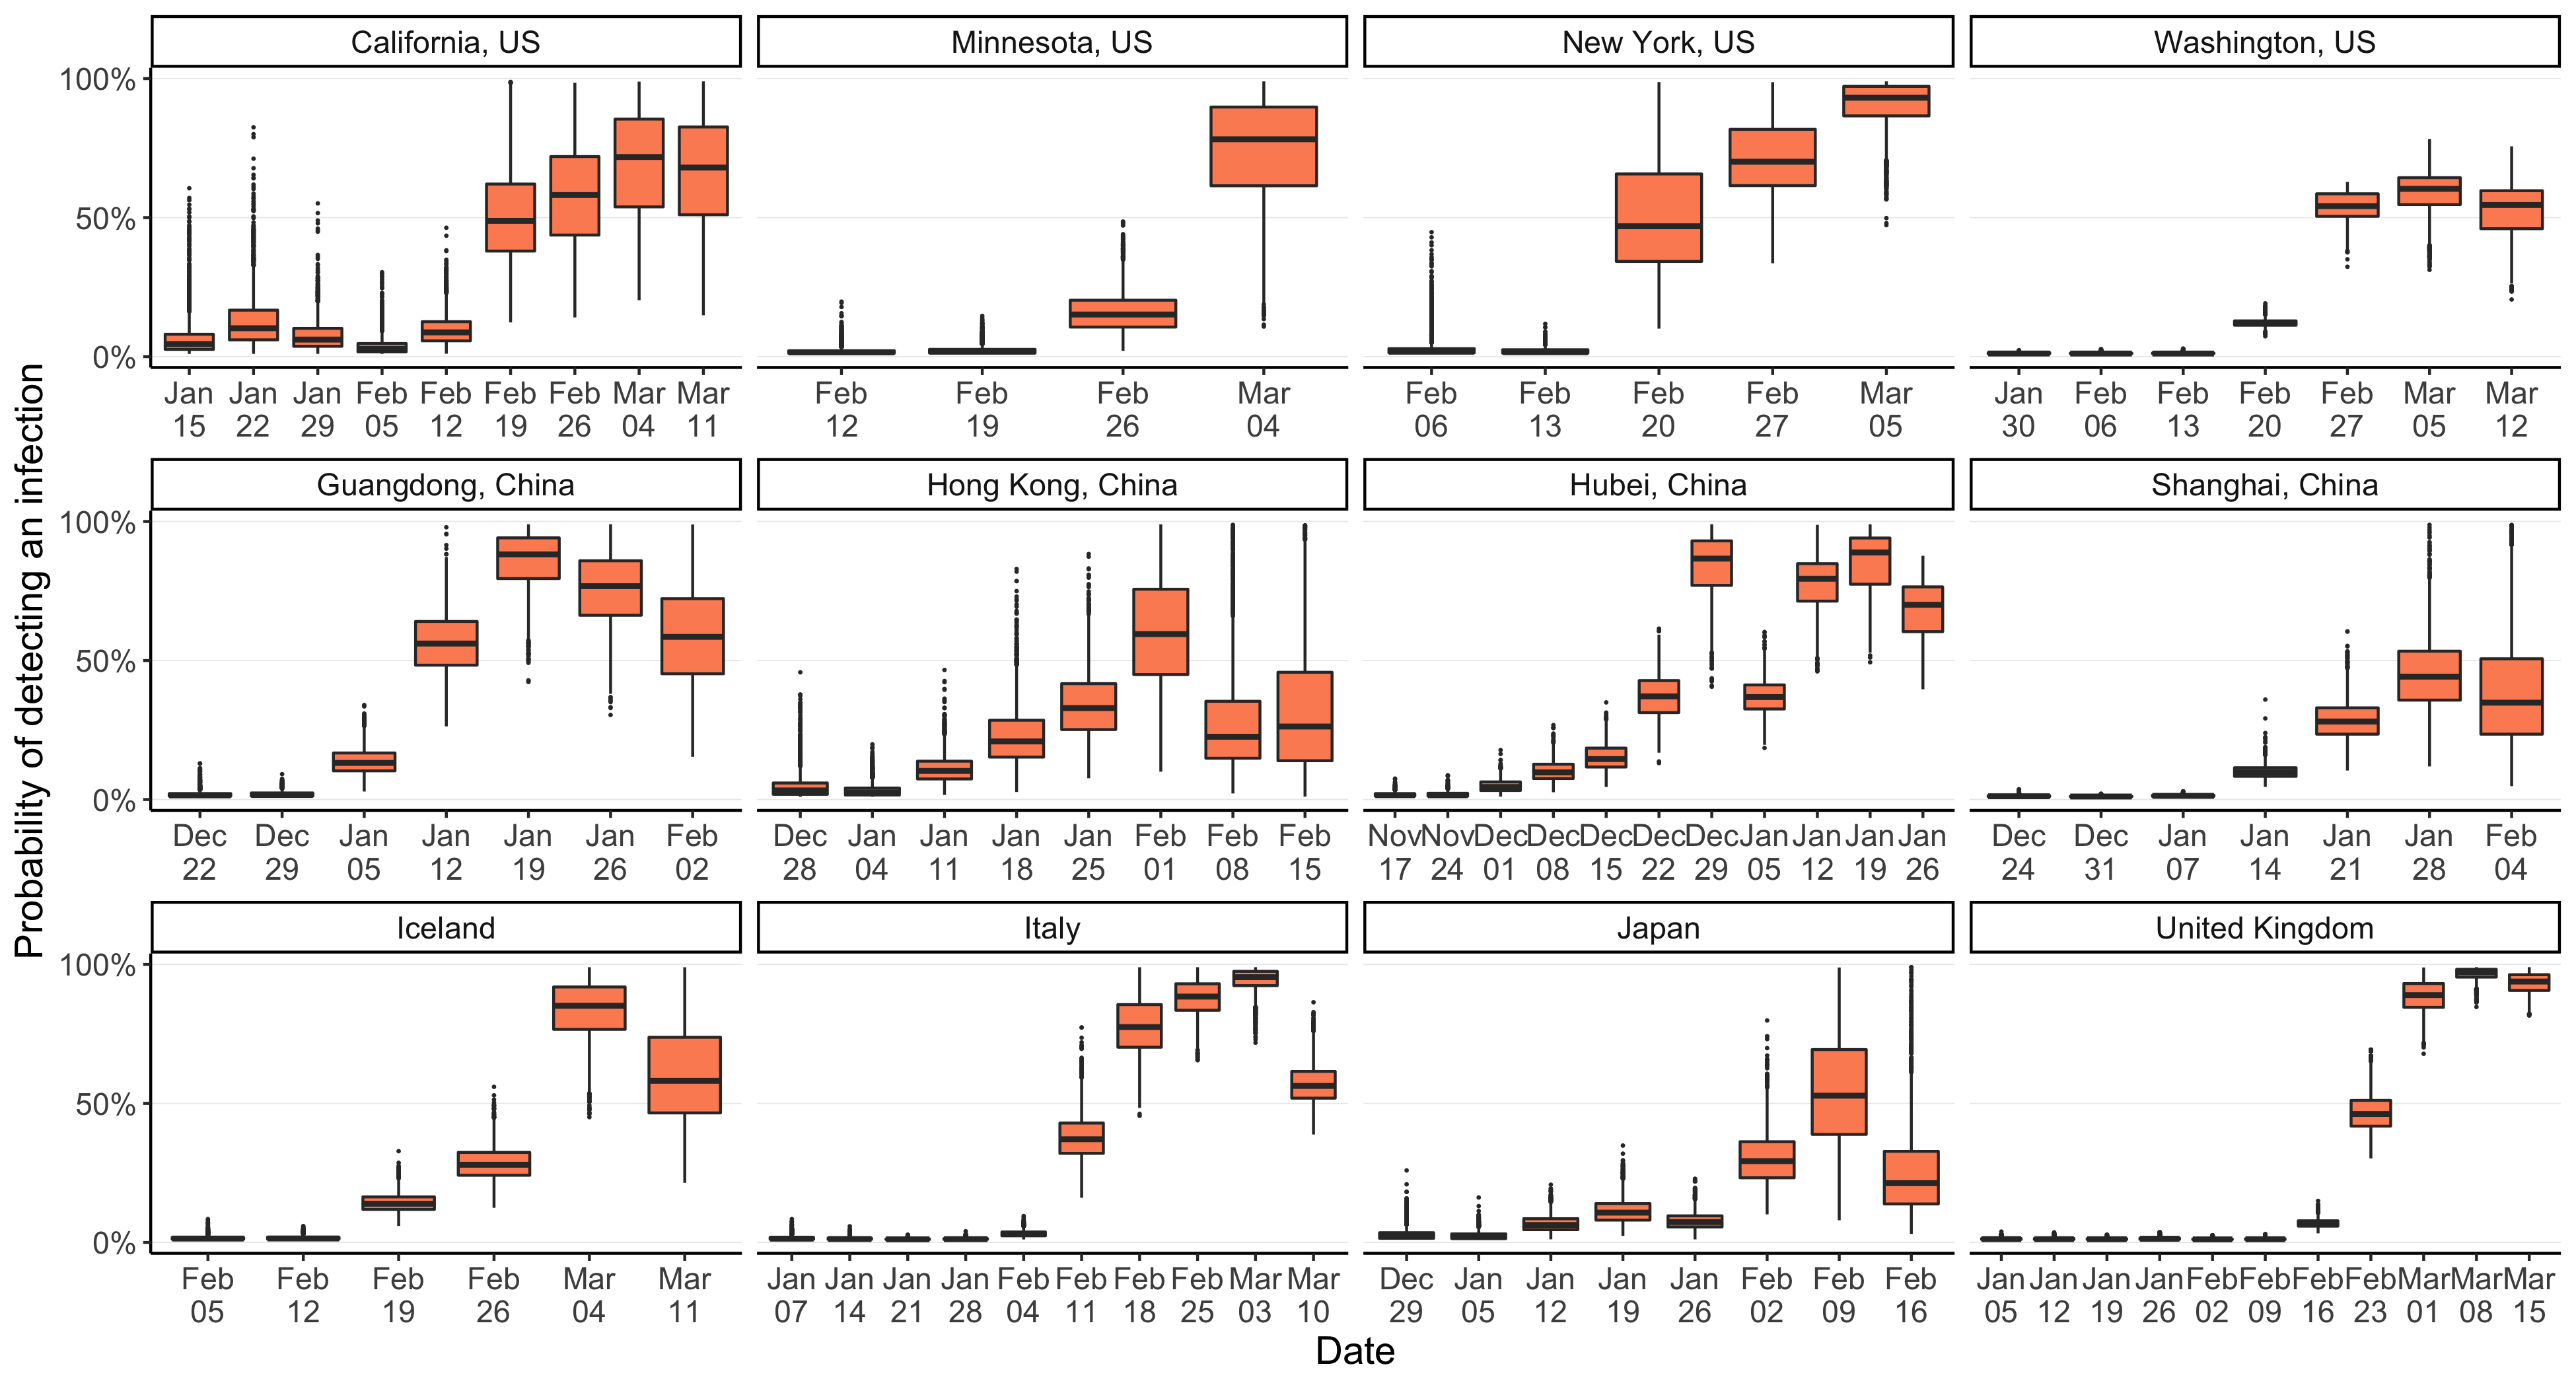 California, US
Minnesota, US
New York, US
Washington, US
100%
50%
0%
Jan 15
Jan 22
Jan 29
Feb 05
Feb 12
Feb 19
Feb 26
Mar 04
Mar 11
Feb 12
Feb 19
Feb 26
Mar 04
Feb 06
Feb 13
Feb 20
Feb 27
Mar 05
Jan 30
Feb 06
Feb 13
Feb 20
Feb 27
Mar 05
Mar 12
Probability of detecting an infection
Guangdong, China
Hong Kong, China
Hubei, China
Shanghai, China
100%
50%
0%
Dec 22
Dec 29
Jan 05
Jan 12
Jan 19
Jan 26
Feb 02
Dec 28
Jan 04
Jan 11
Jan 18
Jan 25
Feb 01
Feb 08
Feb 15
Nov 17
Nov 24
Dec 01
Dec 08
Dec 15
Dec 22
Dec 29
Jan 05
Jan 12
Jan 19
Jan 26
Dec 24
Dec 31
Jan 07
Jan 14
Jan 21
Jan 28
Feb 04
Iceland
Italy
Japan
United Kingdom
100%
50%
0%
Feb 05
Feb 12
Feb 19
Feb 26
Mar 04
Mar 11
Jan 07
Jan 14
Jan 21
Jan 28
Feb 04
Feb 11
Feb 18
Feb 25
Mar 03
Mar 10
Dec 29
Jan 05
Jan 12
Jan 19
Jan 26
Feb 02
Feb 09
Feb 16
Jan 05
Jan 12
Jan 19
Jan 26
Feb 02
Feb 09
Feb 16
Feb 23
Mar 01
Mar 08
Mar 15
Date